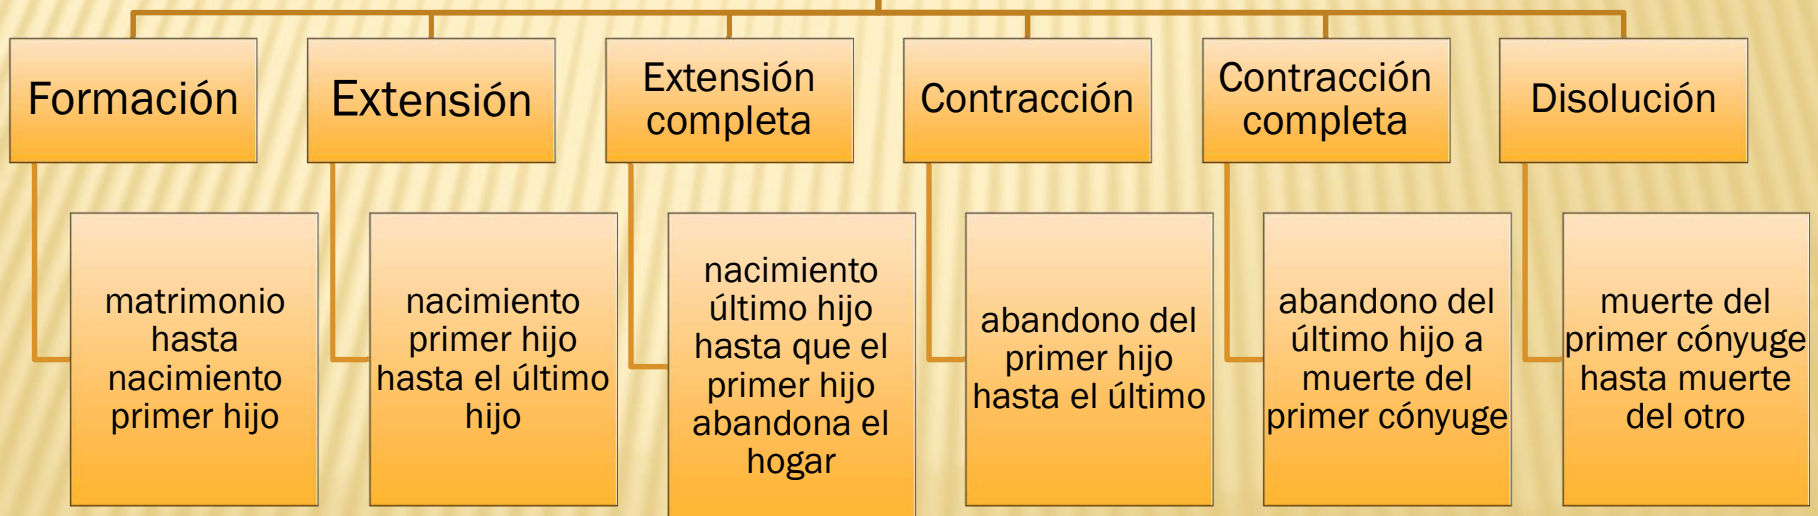 Formación
matrimonio
hasta
nacimiento
primer hijo
Extensión
nacimiento
primer hijo
hasta el último
hijo
Extensión
completa
nacimiento
último hijo
hasta que el
primer hijo
abandona el
hogar
Contracción
abandono del
primer hijo
hasta el último
Contracción
completa
abandono del
último hijo a
muerte del
primer cónyuge
Disolución
muerte del
primer cónyuge
hasta muerte
del otro